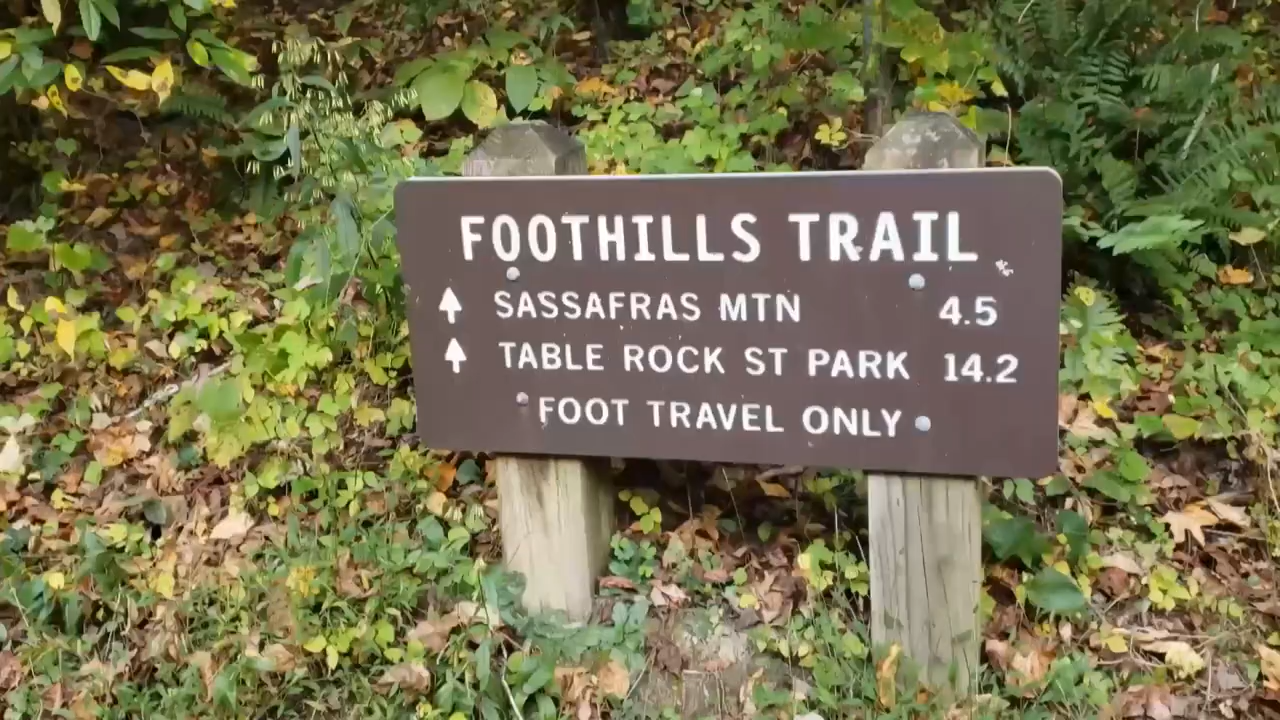 FOOTHILLS TRAIL
SASSAFRAS MTN 4.5
TABLE ROCK ST PARK 14.2
FOOT TRAVEL ONLY